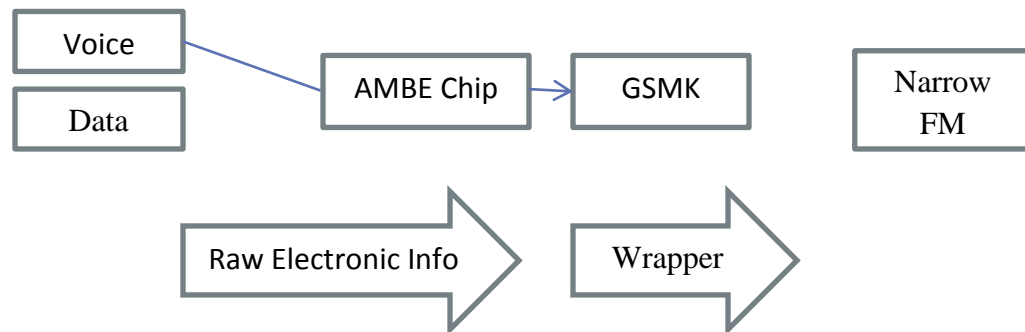 Voice
Data
AMBE Chip
GSMK
Narrow
FM
Raw Electronic Info
Wrapper